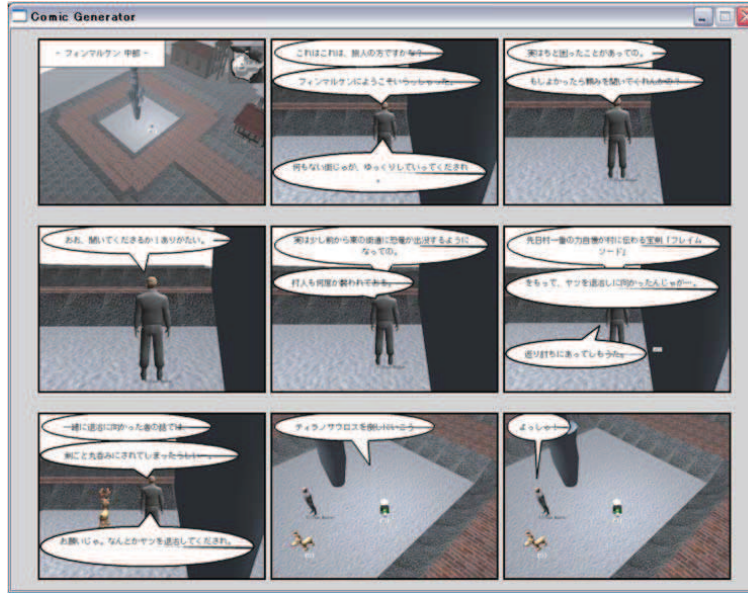 Comic Generator
- フィンマルケン 中部 -
これはこれは、旅人の方ですかな？
フィンマルケンにようこそいらっしゃった。
何もない街じゃが、ゆっくりしていってくだされ
。
実はちと困ったことがあっての。
もしよかったら頼みを聞いてくれんかの？
おお、聞いてくださるか！ありがたい。
実は少し前から東の街道に恐竜が出没するように
なっての。
村人も何度か襲われておる。
先日村一番の力自慢が村に伝わる宝剣「フレイム
ソード」
をもって、ヤツを退治しに向かったんじゃが…。
返り討ちにあってしもうた。
一緒に退治に向かった者の話では、
剣ごと丸呑みにされてしまったらしい…。
お願いじゃ。なんとかヤツを退治してくだされ。
ティラノサウロスを倒しにいこう
よっしゃ！